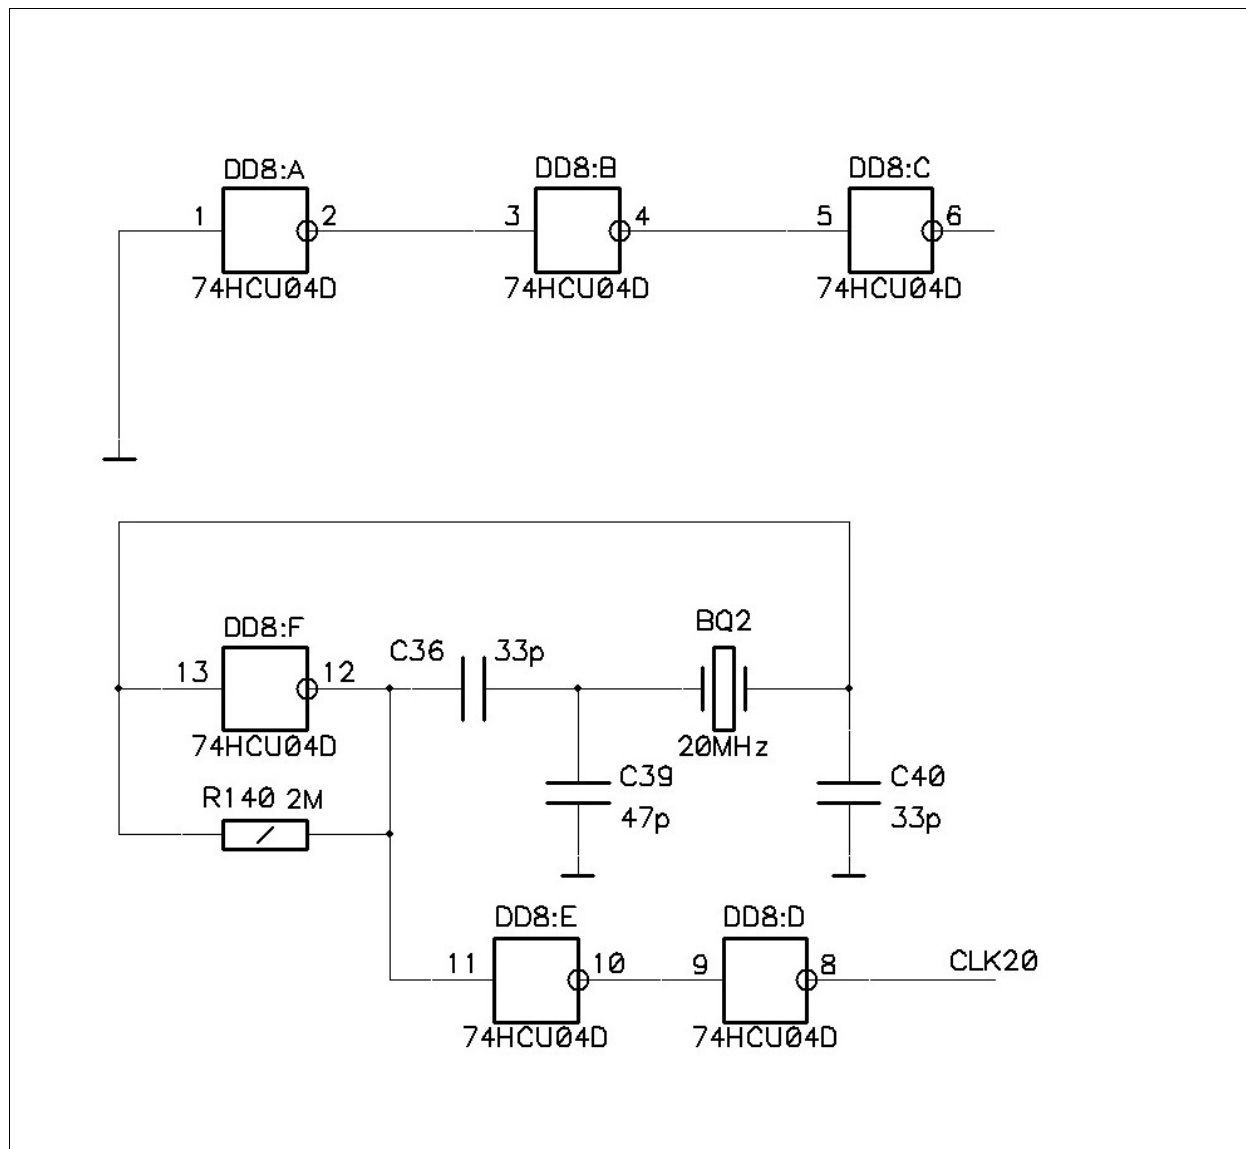 DD8:A
DD8:B
DD8:C
1
2
3
4
5
6
74HCU04D
74HCU04D
74HCU04D
DD8:F
BQ2
C36
33p
13
12
74HCU04D
20MHz
R140 2M
C39
47p
C40
33p
DD8:E
DD8:D
11
10
9
8
CLK20
74HCU04D
74HCU04D